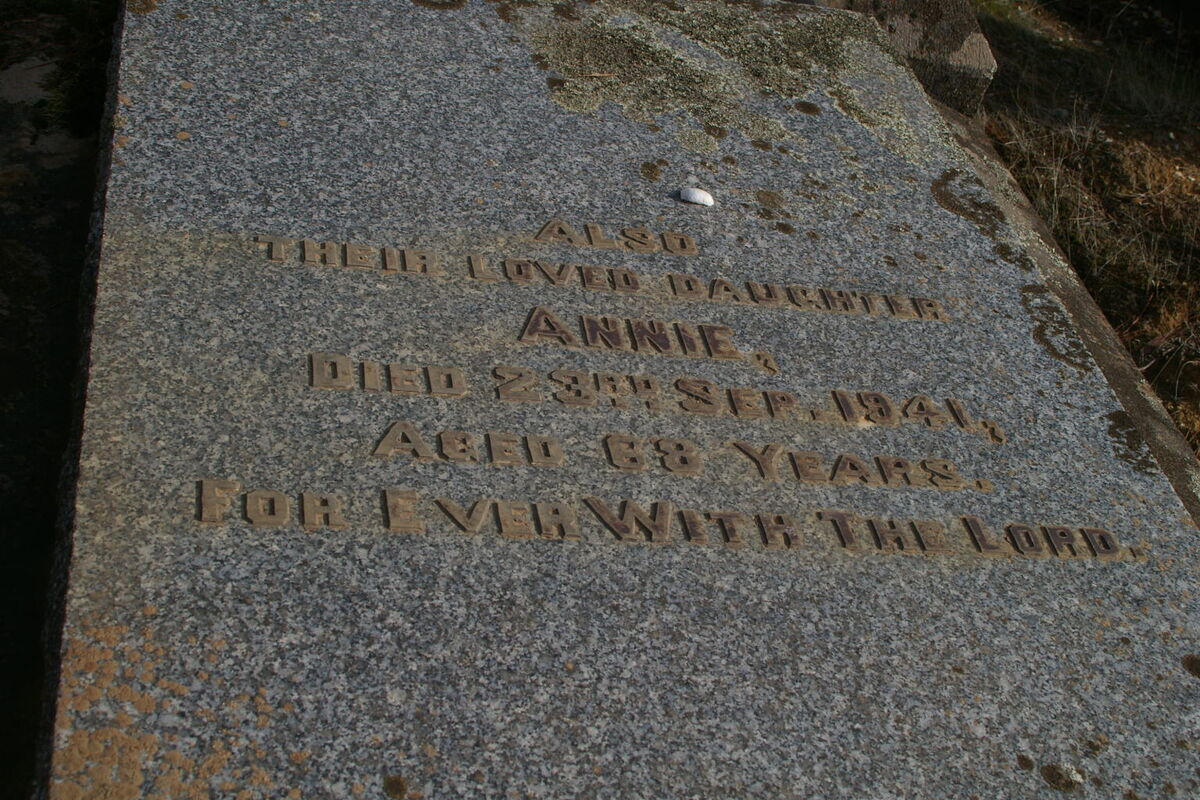 ALSO
THEIR LOVED DAUGHTER
ANNIE,
DIED 23RD SEP. 1941,
AGED 68 YEARS.
FOR EVER WITH THE LORD.